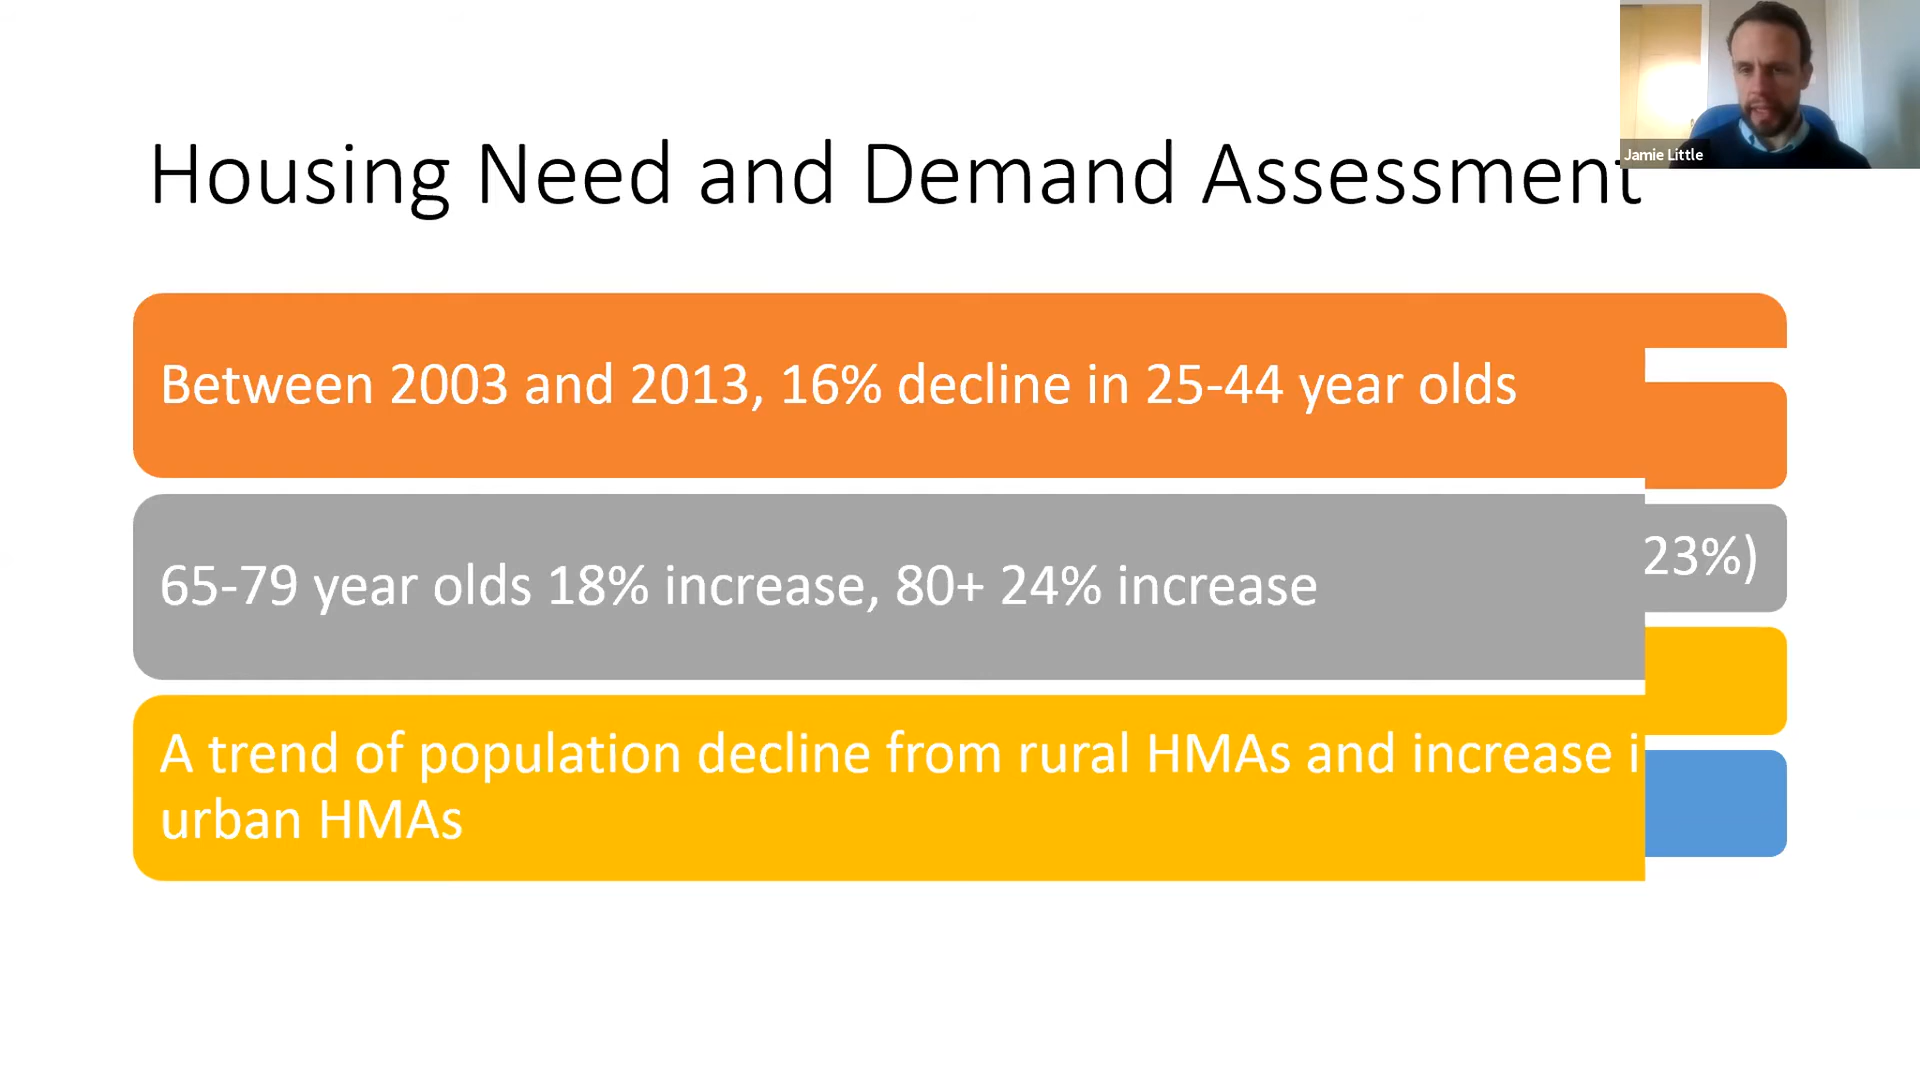 Jamie Little
Housing Need and Demand Assessment
Between 2003 and 2013, 16% decline in 25-44 year olds
23%)
65-79 year olds 18% increase, 80+ 24% increase
A trend of population decline from rural HMAs and increase i
urban HMAs